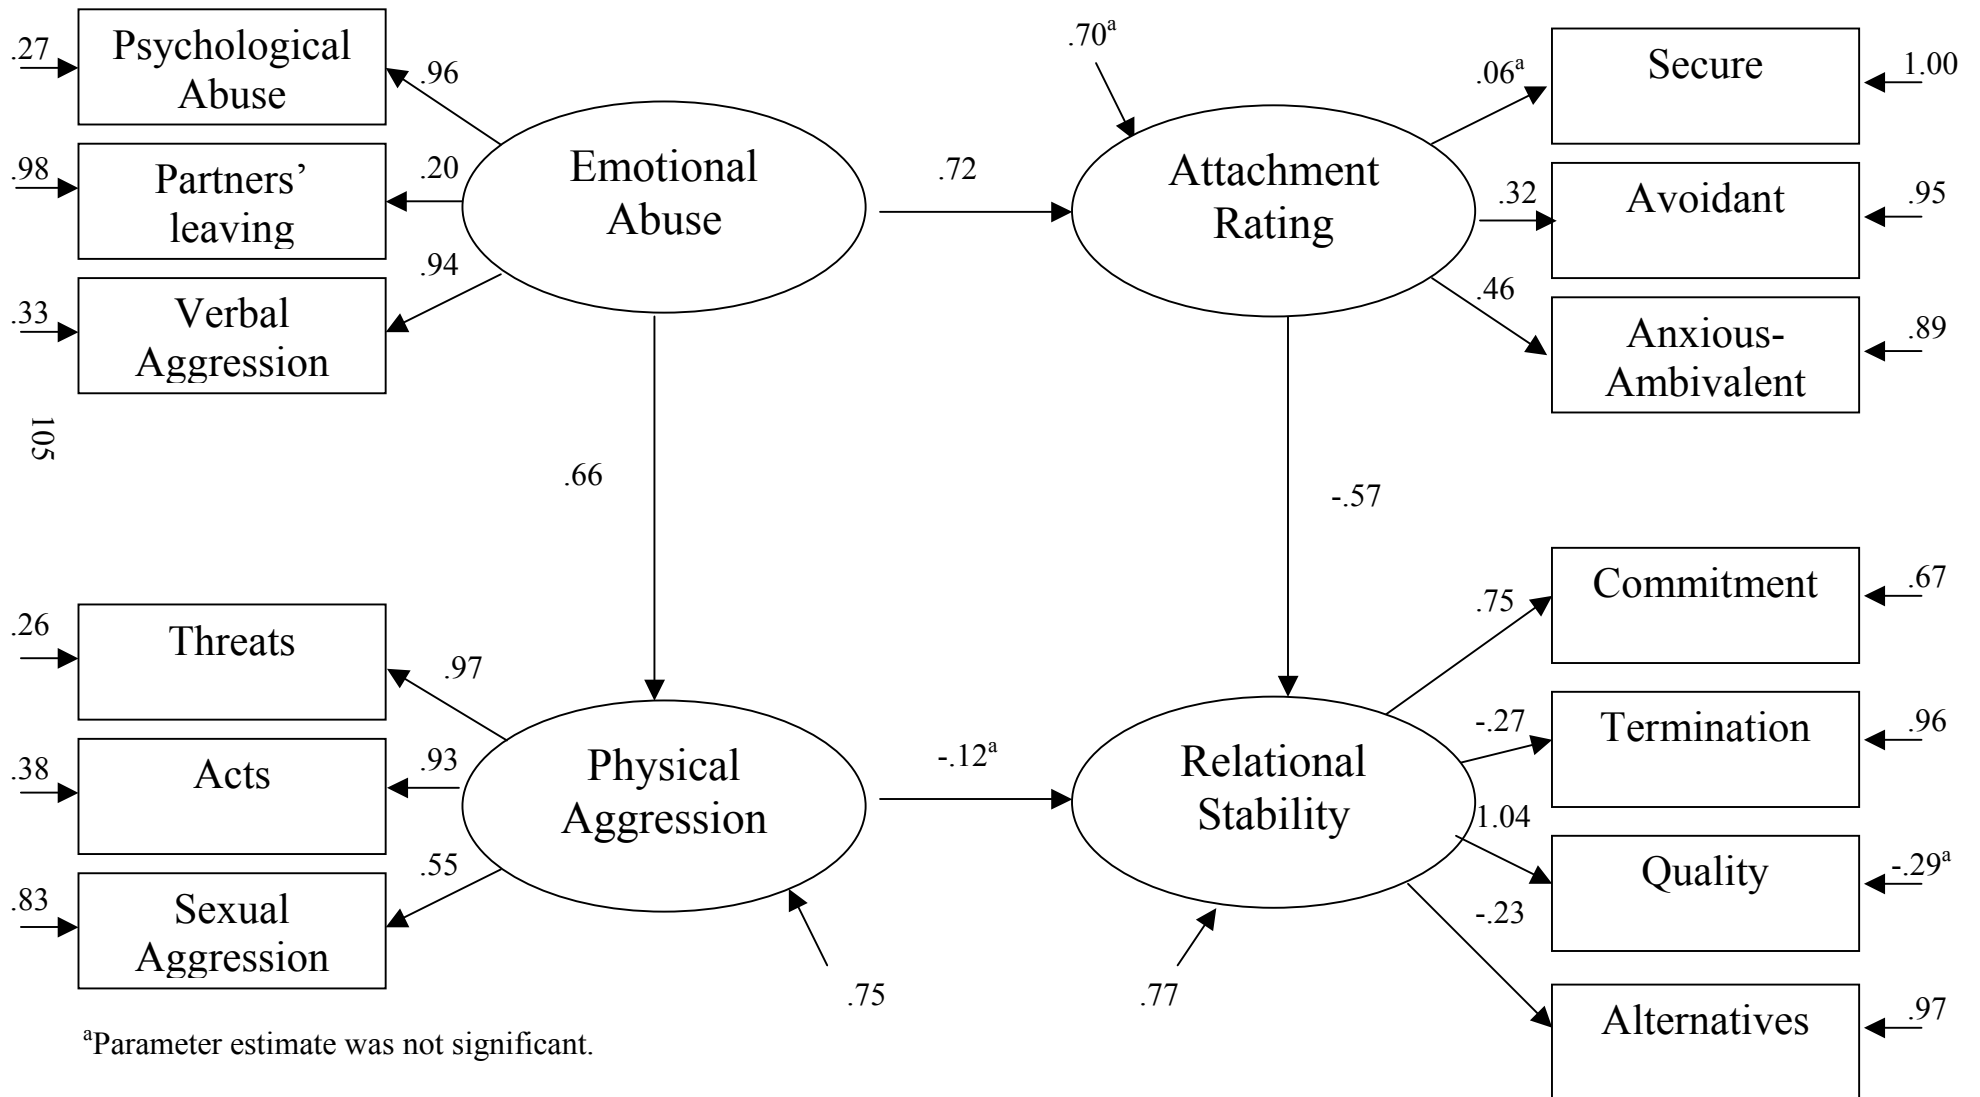 .27
Psychological
Abuse
.96
.98
Partners’
leaving
.20
.33
Verbal
Aggression
.94
Emotional
Abuse
.72
.70ᵃ
Attachment
Rating
.06ᵃ
Secure
1.00
.32
Avoidant
.95
.46
Anxious-
Ambivalent
.89
105
.66
-.57
.26
Threats
.97
.38
Acts
.93
.83
Sexual
Aggression
.55
Physical
Aggression
.75
-.12ᵃ
Relational
Stability
.77
.75
Commitment
.67
-.27
Termination
.96
1.04
Quality
-.29ᵃ
-.23
Alternatives
.97
ᵃParameter estimate was not significant.